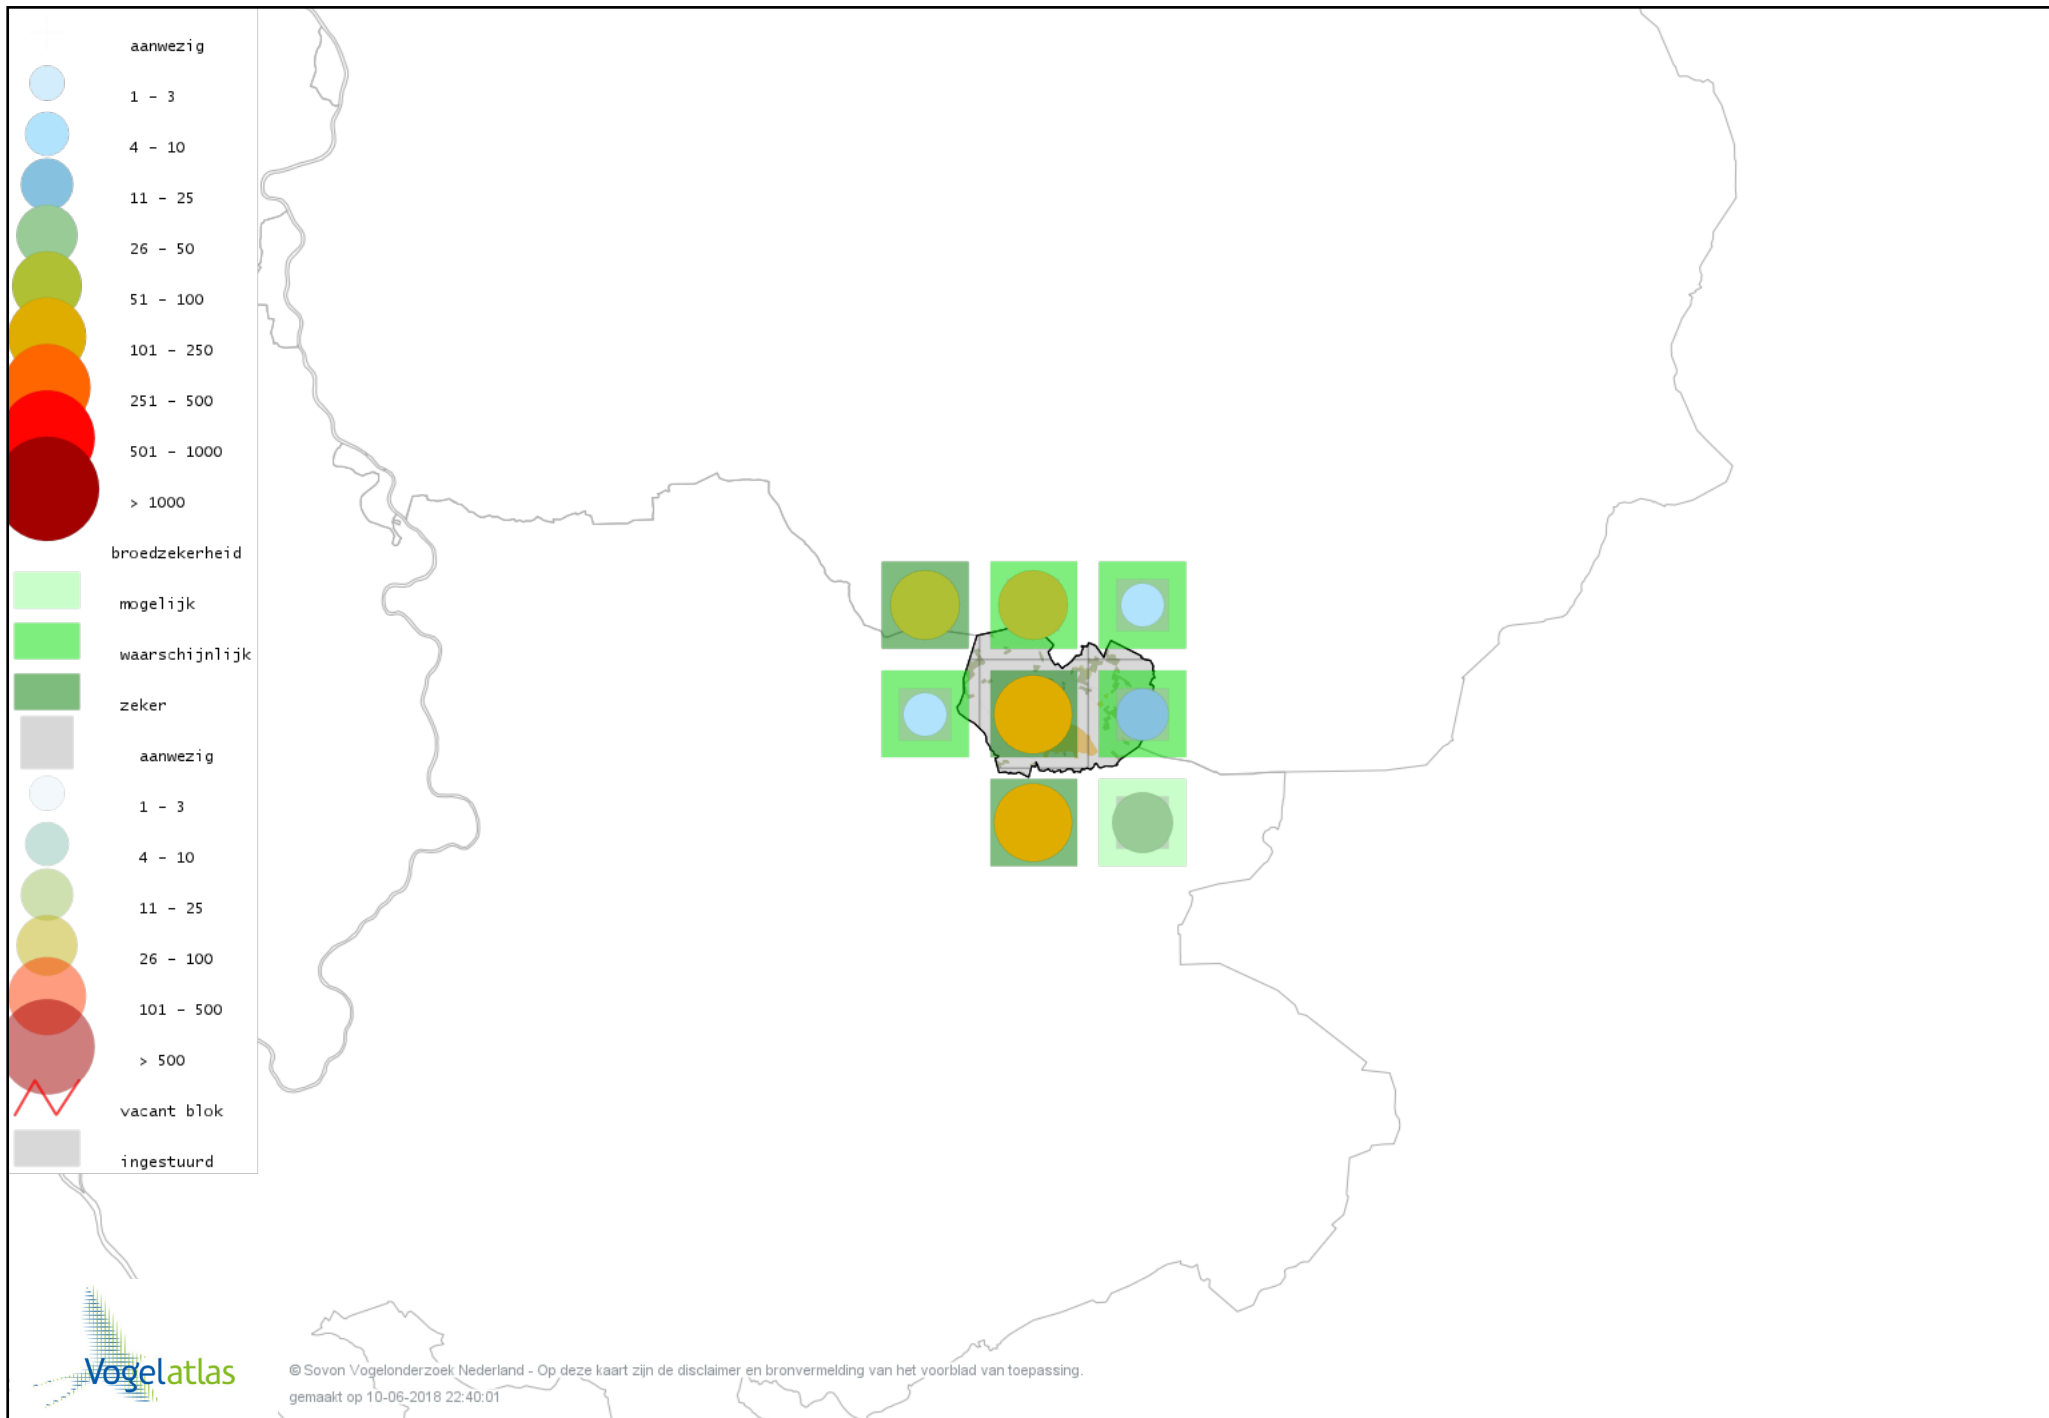 aanwezig
1 - 3
4 - 10
11 - 25
26 - 50
51 - 100
101 - 250
251 - 500
501 - 1000
> 1000
broedzekerheid
mogelijk
waarschijnlijk
zeker
aanwezig
1 - 3
4 - 10
11 - 25
26 - 100
101 - 500
> 500
vacant blok
ingestuurd
Vogelatlas
© Sovon Vogelonderzoek Nederland - Op deze kaart zijn de disclaimer en bronvermelding van het voorblad van toepassing.
gemaakt op 10-06-2018 22:40:01